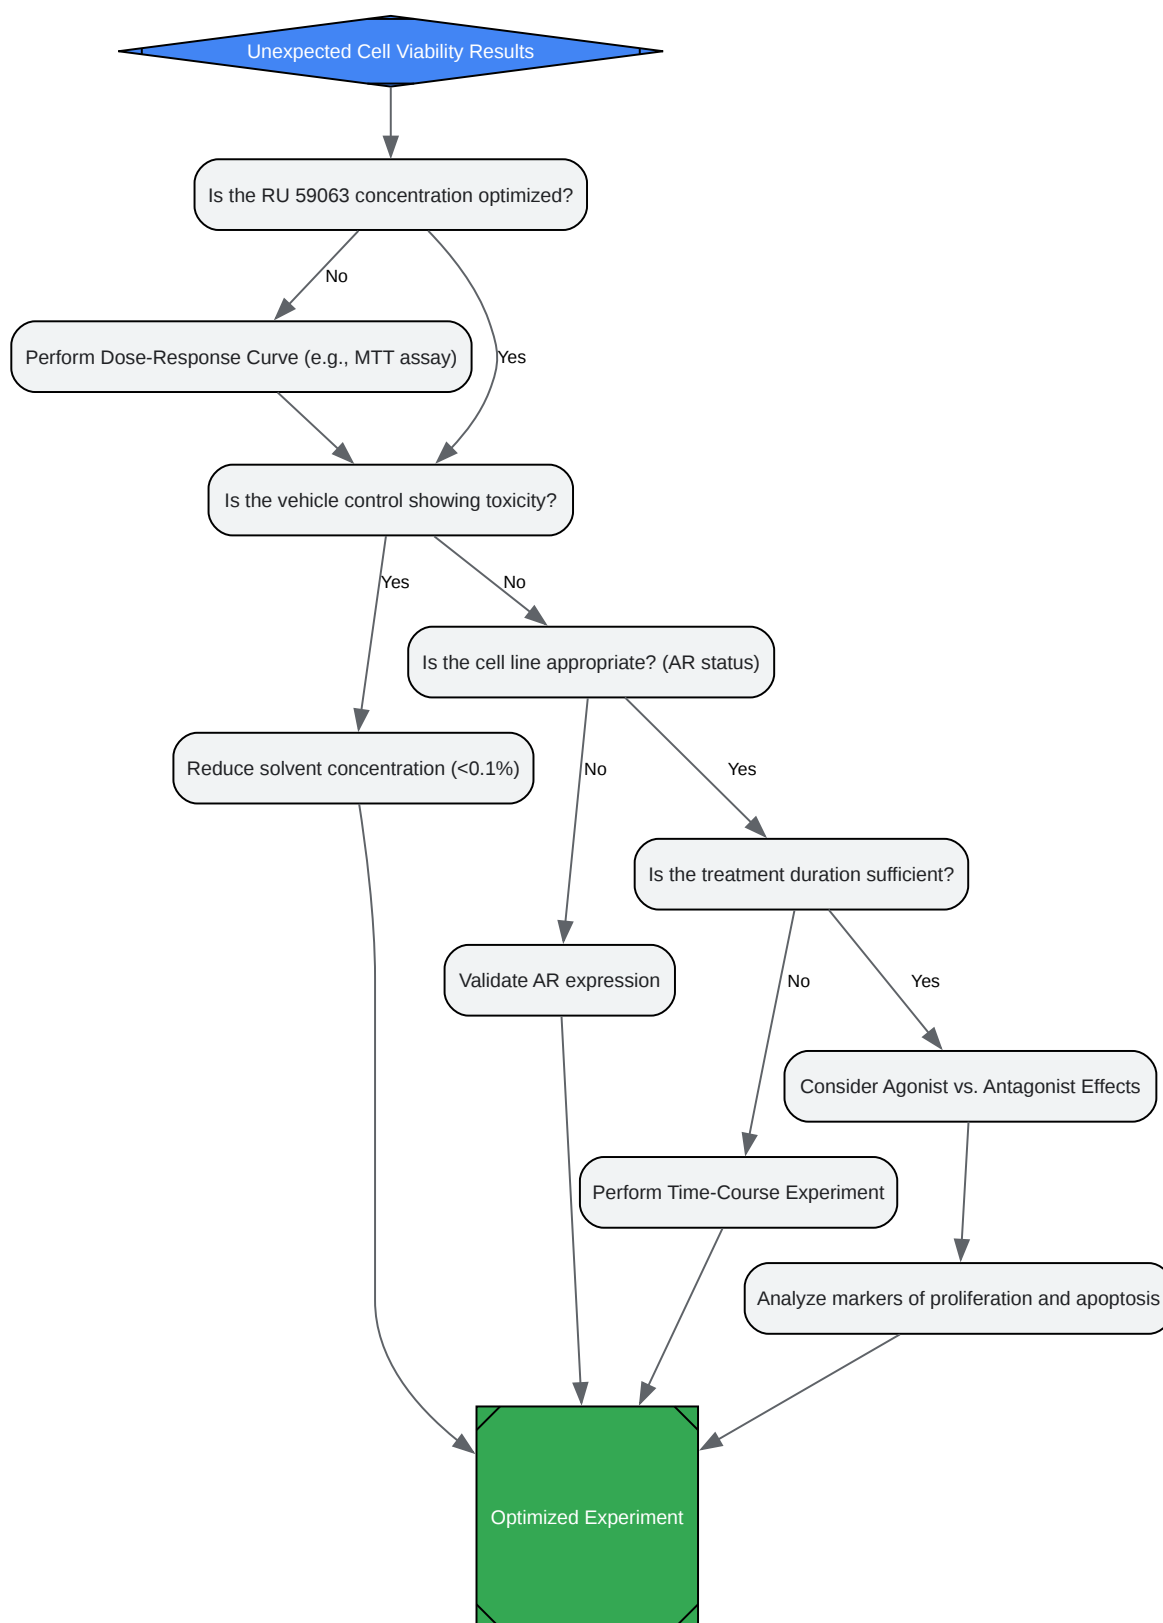 Unexpected Cell Viability Results
Is the RU 59063 concentration optimized?
No
Perform Dose-Response Curve (e.g., MTT assay)
Yes
Is the vehicle control showing toxicity?
Yes
No
Is the cell line appropriate? (AR status)
Reduce solvent concentration (<0.1%)
No
Yes
Is the treatment duration sufficient?
Validate AR expression
No
Yes
Consider Agonist vs. Antagonist Effects
Perform Time-Course Experiment
Analyze markers of proliferation and apoptosis
Optimized Experiment